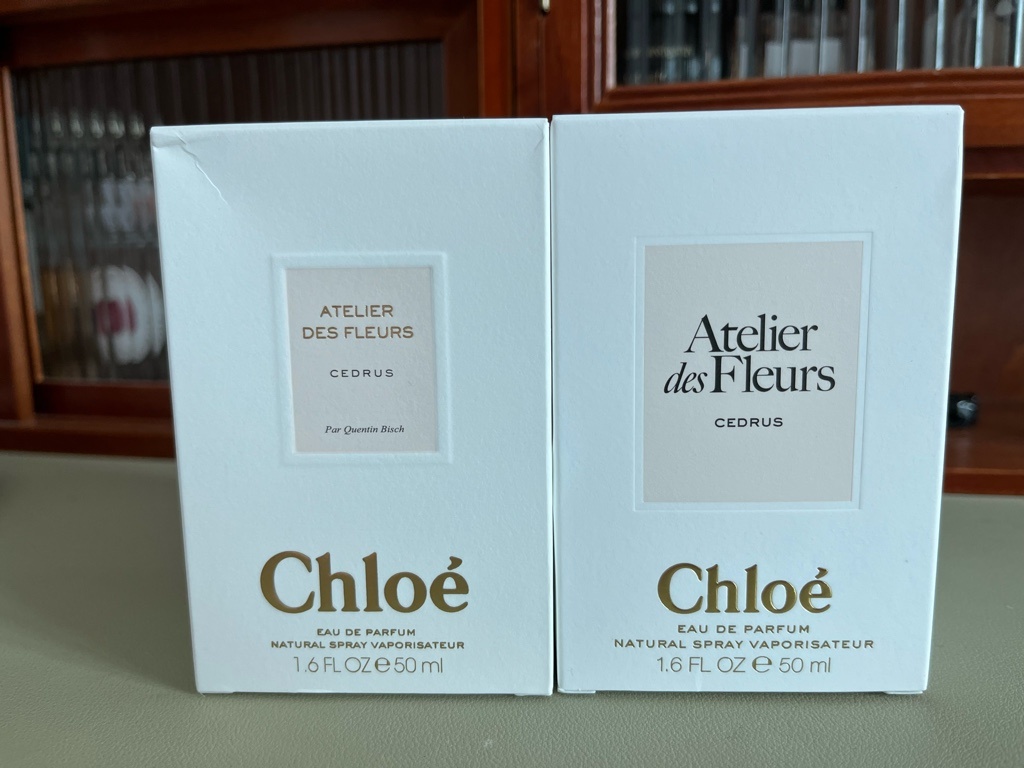 ATELIER
DES FLEURS
CEDRUS
Par Quentin Bisch
Chloé
EAU DE PARFUM
NATURAL SPRAY VAPORISATEUR
1.6 FL OZ ℮ 50 ml
Atelier
des Fleurs
CEDRUS
Chloé
EAU DE PARFUM
NATURAL SPRAY VAPORISATEUR
1.6 FL OZ ℮ 50 ml